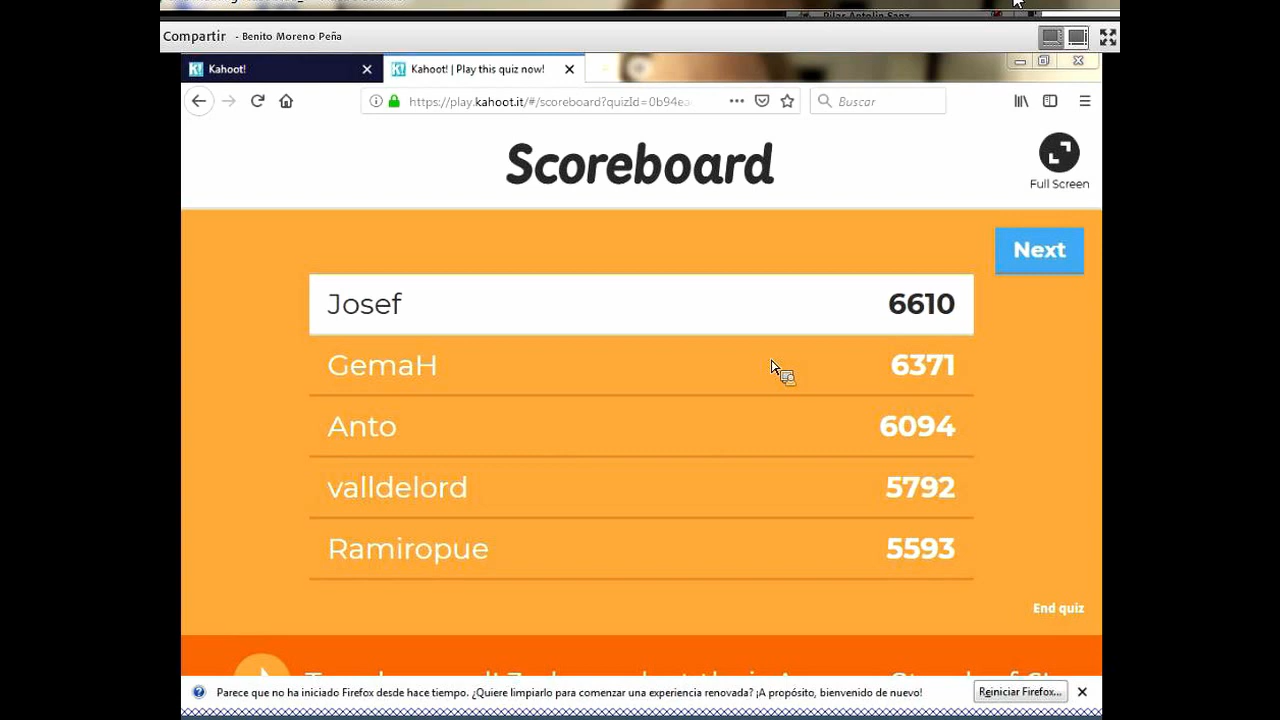 Compartir - Benito Moreno Peña
Kahoot!
Kahoot! | Play this quiz now!
https://play.kahoot.it/#/scoreboard?quizId=0b94e
Buscar
Scoreboard
Full Screen
Next
Josef 6610
GemaH 6371
Anto 6094
valldelord 5792
Ramiropue 5593
End quiz
Parece que no ha iniciado Firefox desde hace tiempo. ¿Quiere limpiarlo para comenzar una experiencia renovada? ¡A propósito, bienvenido de nuevo!
Reiniciar Firefox...